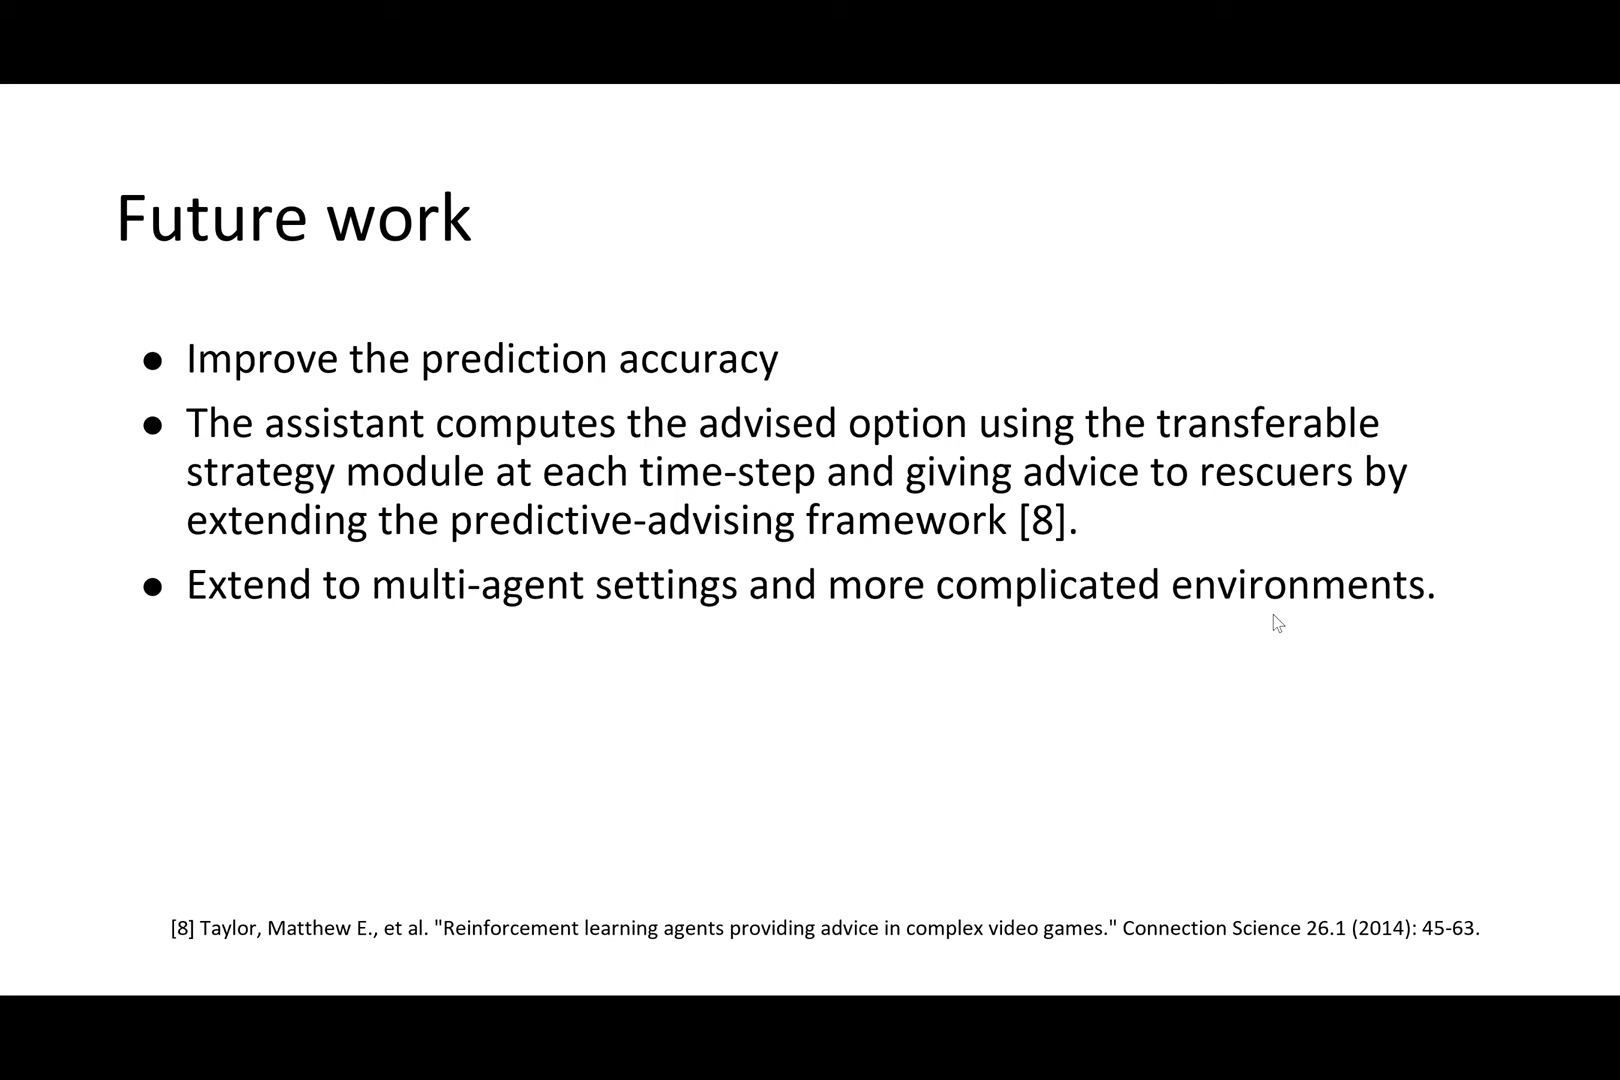 Future work
● Improve the prediction accuracy
● The assistant computes the advised option using the transferable
strategy module at each time-step and giving advice to rescuers by
extending the predictive-advising framework [8].
● Extend to multi-agent settings and more complicated environments.
[8] Taylor, Matthew E., et al. "Reinforcement learning agents providing advice in complex video games." Connection Science 26.1 (2014): 45-63.